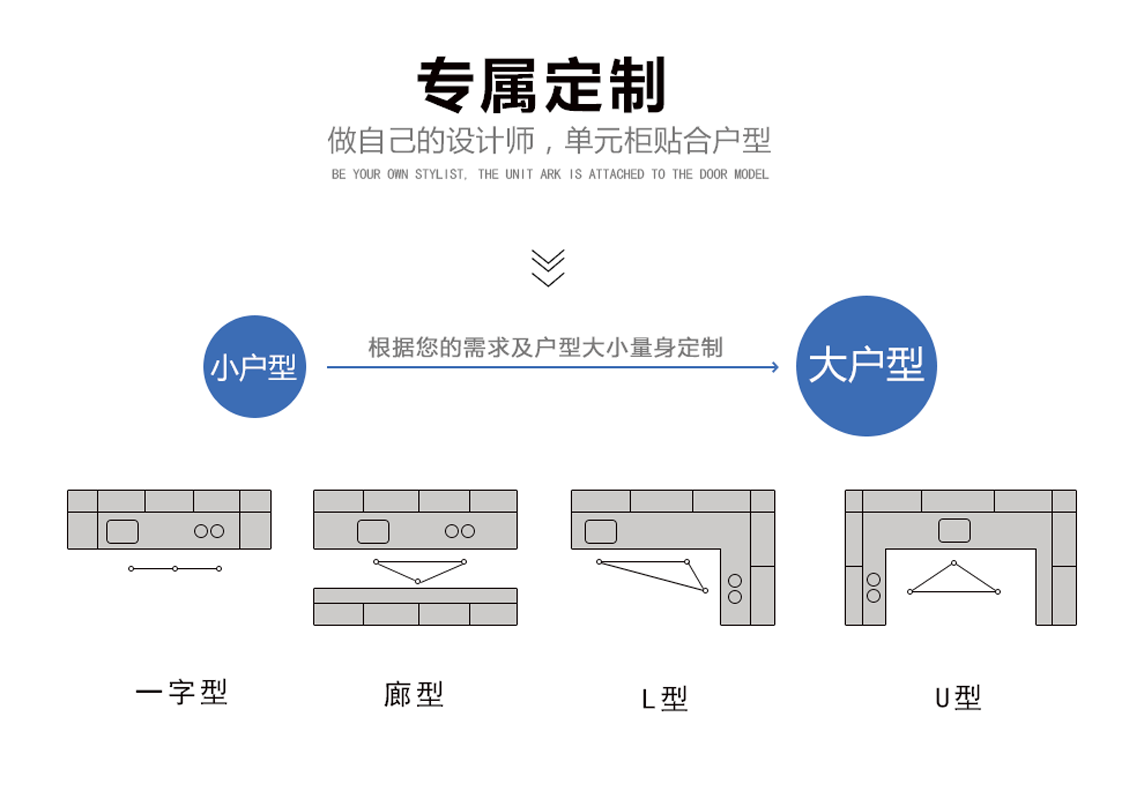 专属定制
做自己的设计师，单元柜贴合户型
BE YOUR OWN STYLIST, THE UNIT ARK IS ATTACHED TO THE DOOR MODEL
小户型
根据您的需求及户型大小量身定制
大户型
一字型
廊型
L型
U型